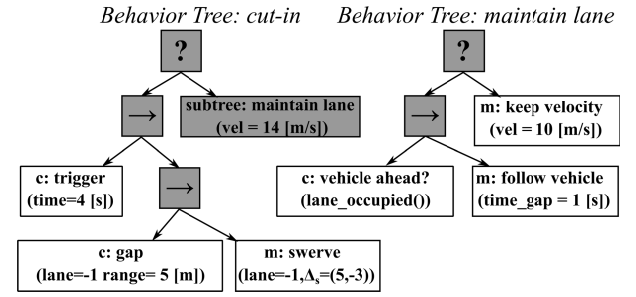 Behavior Tree: cut-in
Behavior Tree: maintain lane
?
?
→
subtree: maintain lane
(vel = 14 [m/s])
→
m: keep velocity
(vel = 10 [m/s])
c: trigger
(time=4 [s])
→
c: vehicle ahead?
(lane_occupied())
m: follow vehicle
(time_gap = 1 [s])
c: gap
(lane=-1 range= 5 [m])
m: swerve
(lane=-1,Δs=(5,-3))